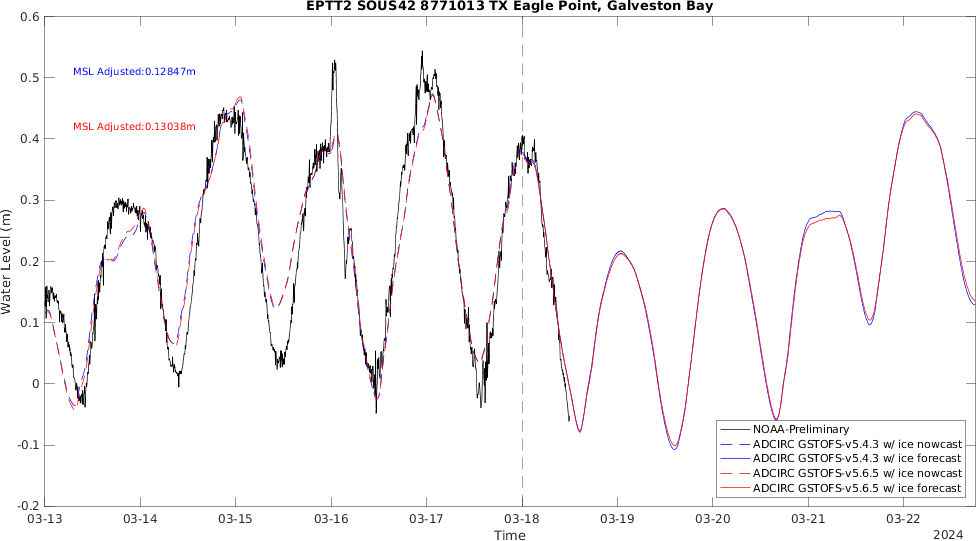 EPTT2 SOUS42 8771013 TX Eagle Point, Galveston Bay
0.6
0.5
0.4
0.3
0.2
0.1
0
-0.1
-0.2
Water Level (m)
MSL Adjusted:0.12847m
MSL Adjusted:0.13038m
NOAA-Preliminary
ADCIRC GSTOFS-v5.4.3 w/ ice nowcast
ADCIRC GSTOFS-v5.4.3 w/ ice forecast
ADCIRC GSTOFS-v5.6.5 w/ ice nowcast
ADCIRC GSTOFS-v5.6.5 w/ ice forecast
03-13 03-14 03-15 03-16 03-17 03-18 03-19 03-20 03-21 03-22
Time
2024